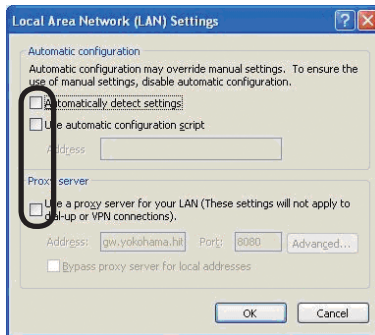 Local Area Network (LAN) Settings
Automatic configuration
Automatic configuration may override manual settings. To ensure the
use of manual settings, disable automatic configuration.
Automatically detect settings
Use automatic configuration script
Address
Proxy server
Use a proxy server for your LAN (These settings will not apply to
dial-up or VPN connections).
Address: gw.yokohama.hit Port: 8080 Advanced...
Bypass proxy server for local addresses
OK Cancel